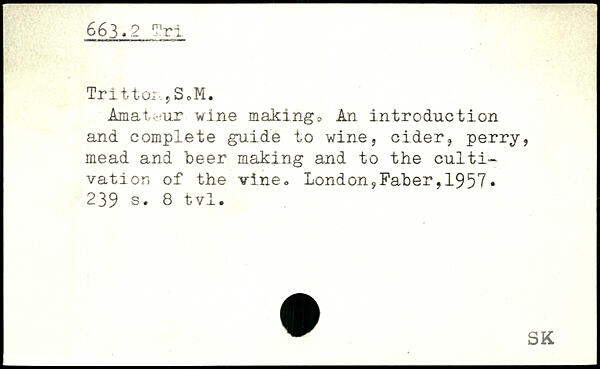 663.2 Tri
Tritton,S.M.
Amateur wine making. An introduction
and complete guide to wine, cider, perry,
mead and beer making and to the culti-
vation of the vine. London,Faber,1957.
239 s. 8 tvl.
SK